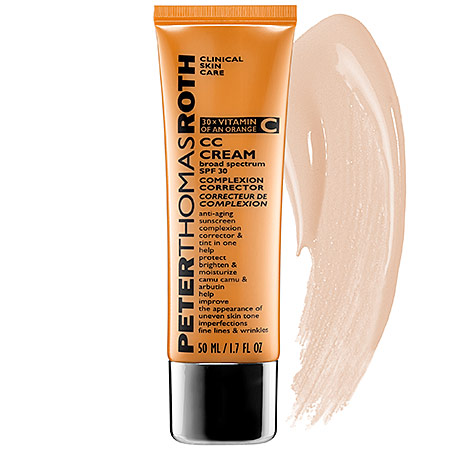 PETERTHOMASROTH
CLINICAL
SKIN
CARE
30x VITAMIN
OF AN ORANGE C
CC
CREAM
broad spectrum
SPF 30
COMPLEXION
CORRECTOR
CORRECTEUR DE
COMPLEXION
anti-aging
sunscreen
complexion
corrector &
tint in one
help
protect
brighten &
moisturize
camu camu &
arbutin
help
improve
the appearance of
uneven skin tone
imperfections
fine lines & wrinkles
50 ML / 1.7 FL OZ